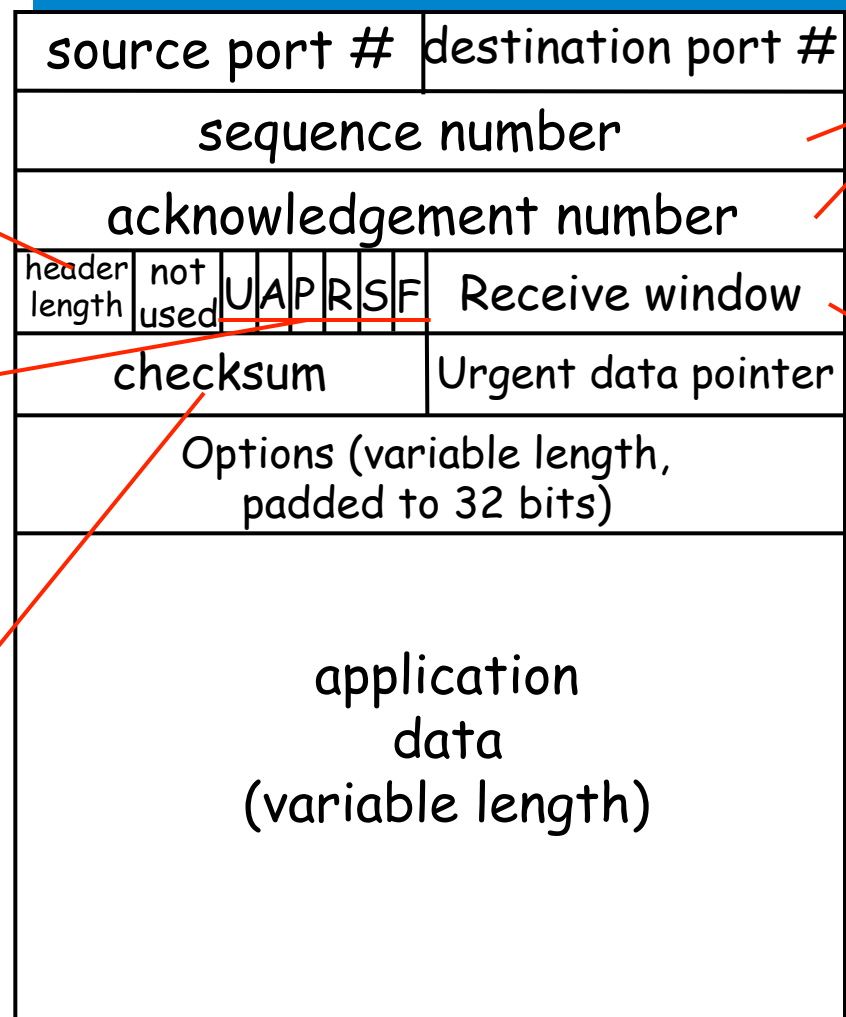 source port # destination port #
sequence number
acknowledgement number
header
length
not
used
U A P R S F
Receive window
checksum
Urgent data pointer
Options (variable length,
padded to 32 bits)
application
data
(variable length)